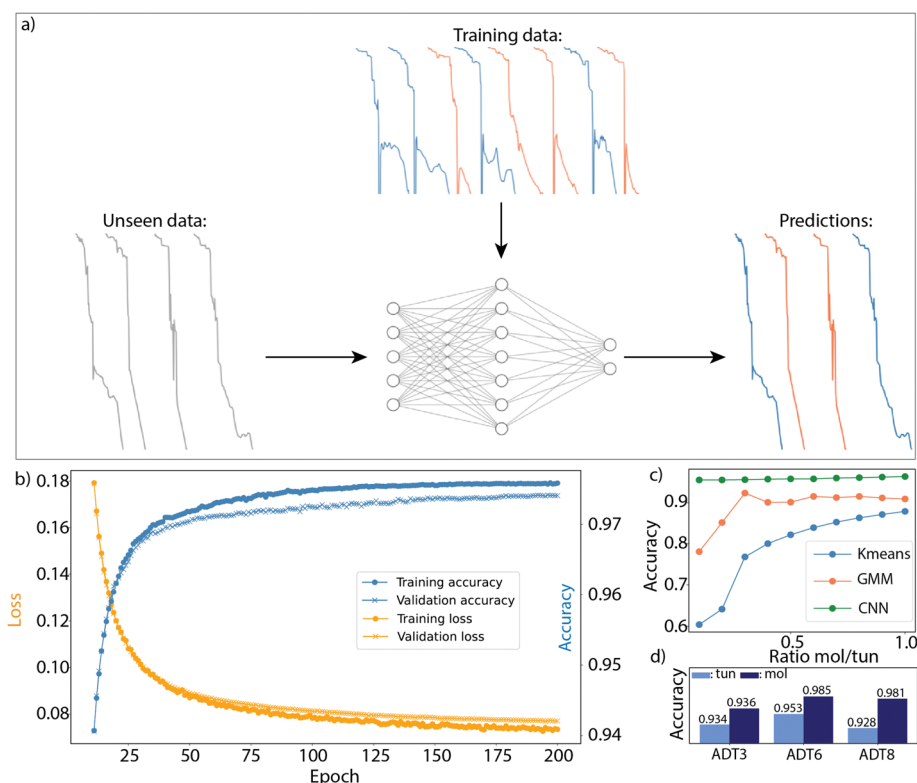 a)
Training data:
Unseen data:
Predictions:
b)
0.18
0.16
0.14
0.12
0.10
0.08
Loss
25
50
75
100
125
150
175
200
Epoch
0.97
0.96
0.95
0.94
Accuracy
Training accuracy
Validation accuracy
Training loss
Validation loss
c)
0.9
0.8
0.7
0.6
Accuracy
Kmeans
GMM
CNN
0.5
1.0
Ratio mol/tun
d)
Accuracy
: tun
: mol
0.934
0.936
0.953
0.985
0.928
0.981
ADT3
ADT6
ADT8